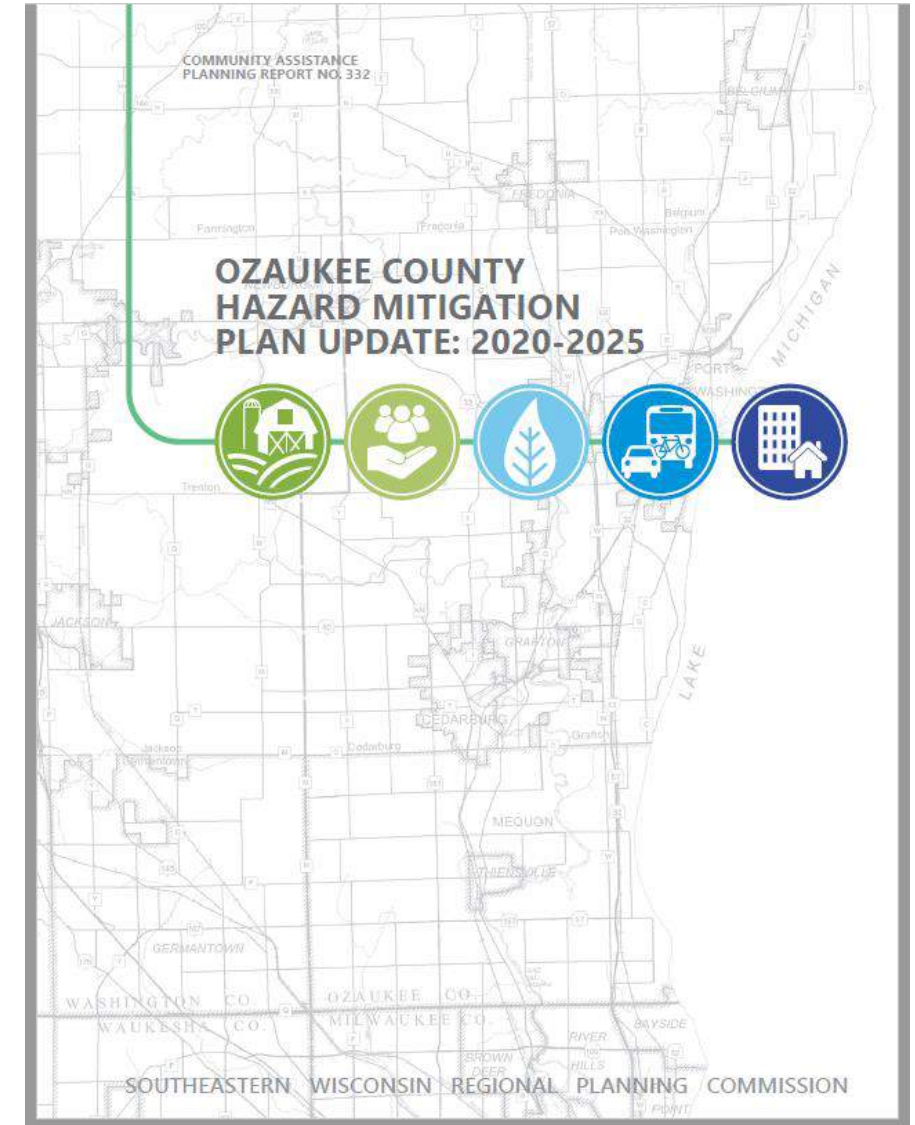 COMMUNITY ASSISTANCE
PLANNING REPORT NO. 332
BELGIUM
FREDONIA
Belgium
Farmington
Fredonia
Port Washington
OZAUKEE COUNTY
HAZARD MITIGATION
PLAN UPDATE: 2020-2025
MICHIGAN
PORT
Trenton
JACKSON
GRAFTON
LAKE
CEDARBURG
Grafton
Jackson
Cedarburg
Germantown
MEQUON
THIENSVILLE
GERMANTOWN
WASHINGTON CO.
OZAUKEE CO.
WAUKESHA CO.
MILWAUKEE CO.
BAYSIDE
RIVER
HILLS
BROWN
DEER
SOUTHEASTERN WISCONSIN REGIONAL PLANNING COMMISSION
POINT